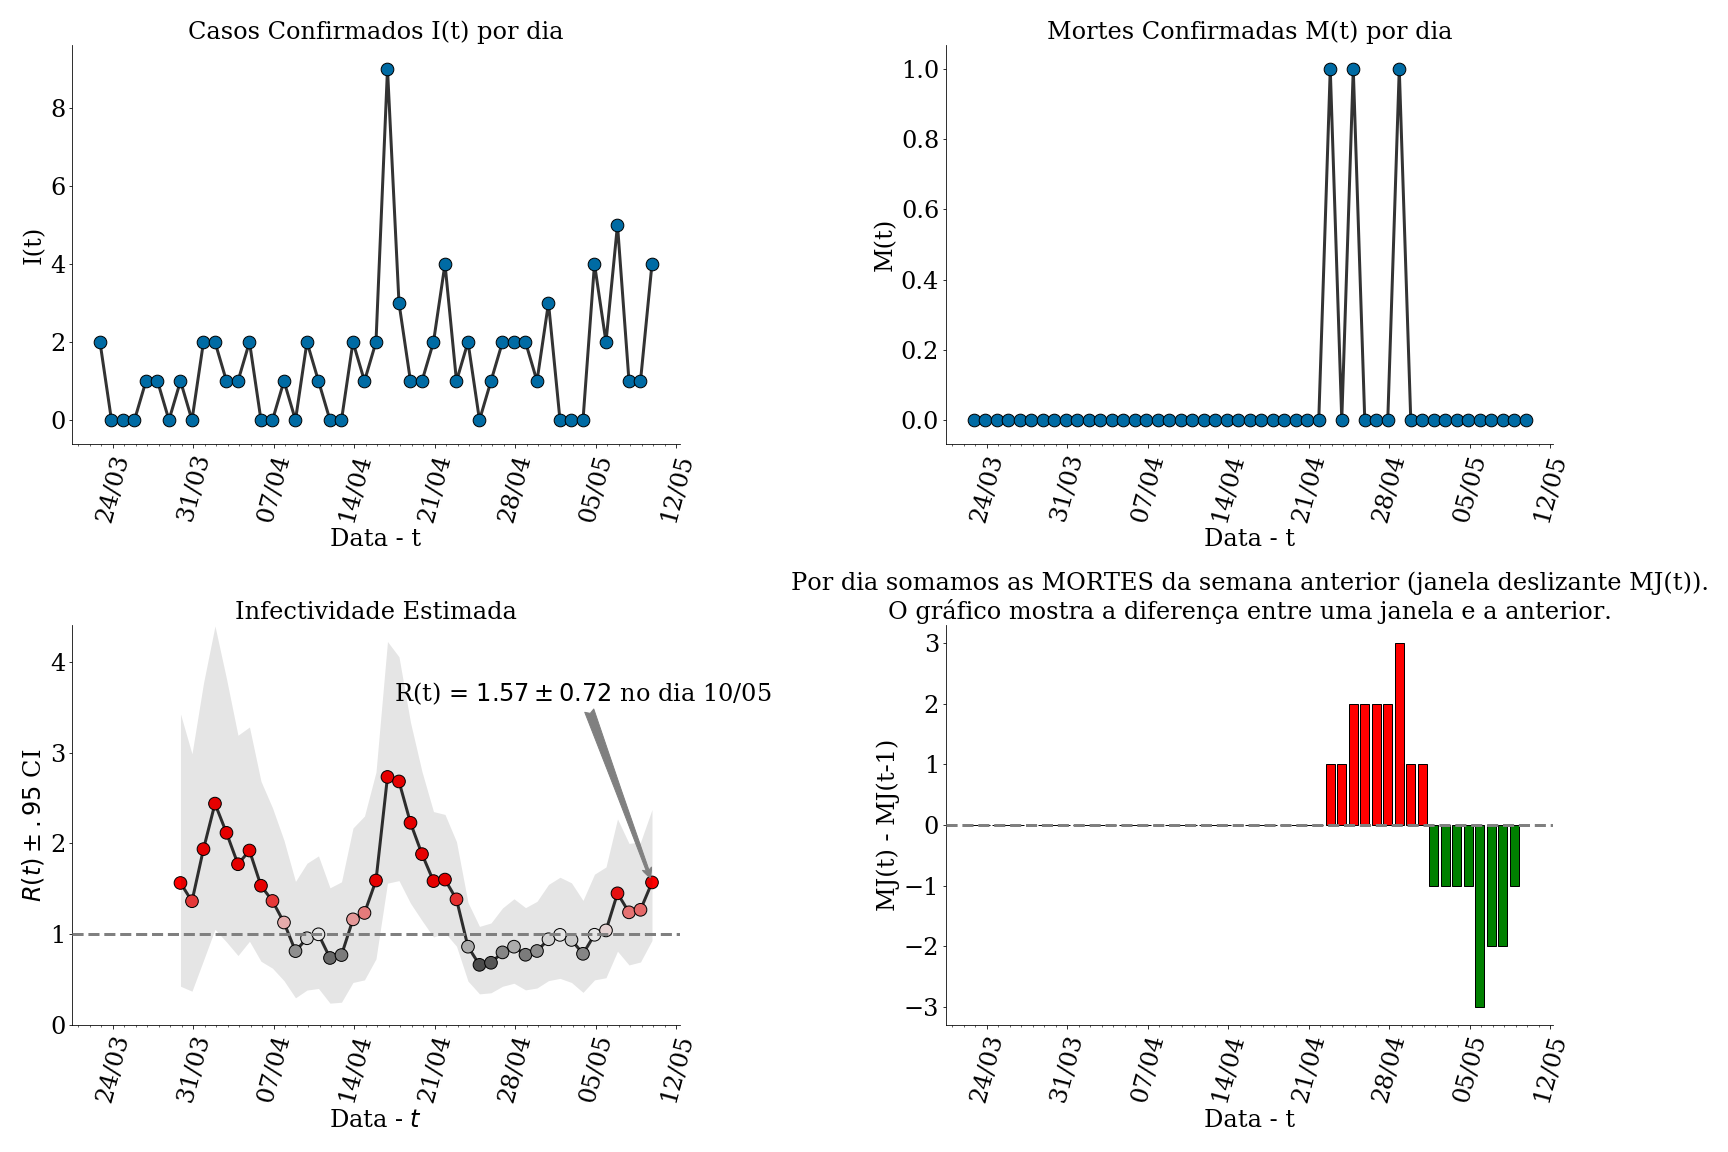 Casos Confirmados I(t) por dia
I(t)
8
6
4
2
0
24/03 31/03 07/04 14/04 21/04 28/04 05/05 12/05
Data - t
Mortes Confirmadas M(t) por dia
M(t)
1.0
0.8
0.6
0.4
0.2
0.0
24/03 31/03 07/04 14/04 21/04 28/04 05/05 12/05
Data - t
Infectividade Estimada
R(t) ± .95 CI
4
3
2
1
0
R(t) = 1.57 ± 0.72 no dia 10/05
24/03 31/03 07/04 14/04 21/04 28/04 05/05 12/05
Data - t
Por dia somamos as MORTES da semana anterior (janela deslizante MJ(t)).
O gráfico mostra a diferença entre uma janela e a anterior.
MJ(t) - MJ(t-1)
3
2
1
0
−1
−2
−3
24/03 31/03 07/04 14/04 21/04 28/04 05/05 12/05
Data - t